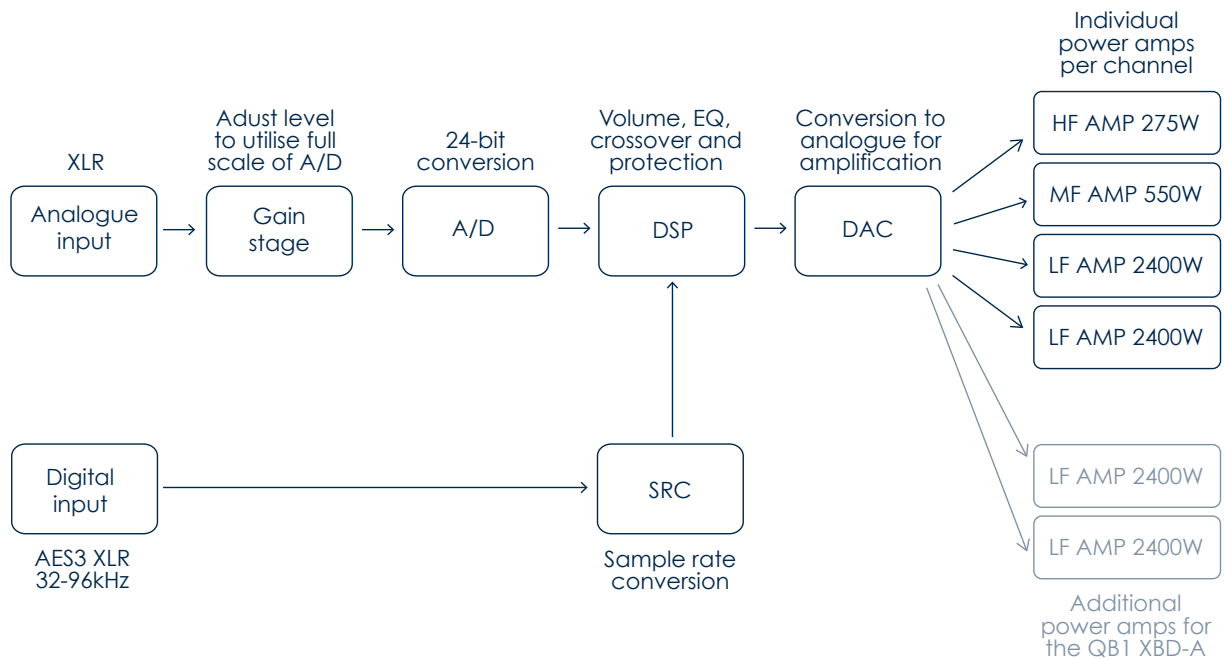 Individual
power amps
per channel
XLR
Adust level
to utilise full
scale of A/D
24-bit
conversion
Volume, EQ,
crossover and
protection
Conversion to
analogue for
amplification
Analogue
input
Gain
stage
A/D
DSP
DAC
HF AMP 275W
MF AMP 550W
LF AMP 2400W
LF AMP 2400W
Digital
input
AES3 XLR
32-96kHz
SRC
Sample rate
conversion
LF AMP 2400W
LF AMP 2400W
Additional
power amps for
the QB1 XBD-A